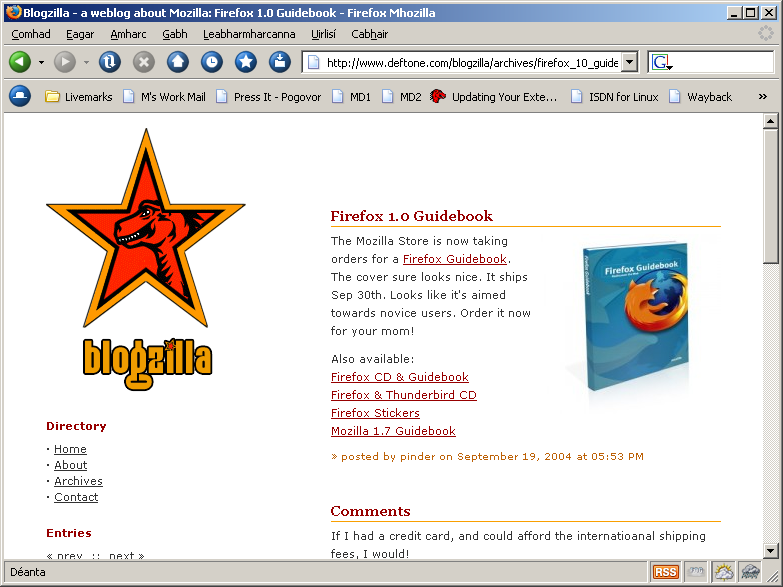 Blogzilla - a weblog about Mozilla: Firefox 1.0 Guidebook - Firefox Mhozilla
Comhad Eagar Amharc Gabh Leabharmharcanna Uirlisí Cabhair
http://www.deftone.com/blogzilla/archives/firefox_10_guide
G
Livemarks M's Work Mail Press It - Pogovor MD1 MD2 Updating Your Exte... ISDN for Linux Wayback »
blogzilla
Directory
· Home
· About
· Archives
· Contact
Entries
« prev :: next »
Firefox 1.0 Guidebook
The Mozilla Store is now taking
orders for a Firefox Guidebook.
The cover sure looks nice. It ships
Sep 30th. Looks like it's aimed
towards novice users. Order it now
for your mom!
Firefox Guidebook
Also available:
Firefox CD & Guidebook
Firefox & Thunderbird CD
Firefox Stickers
Mozilla 1.7 Guidebook
» posted by pinder on September 19, 2004 at 05:53 PM
Comments
If I had a credit card, and could afford the internatioanal shipping
fees, I would!
Déanta
RSS